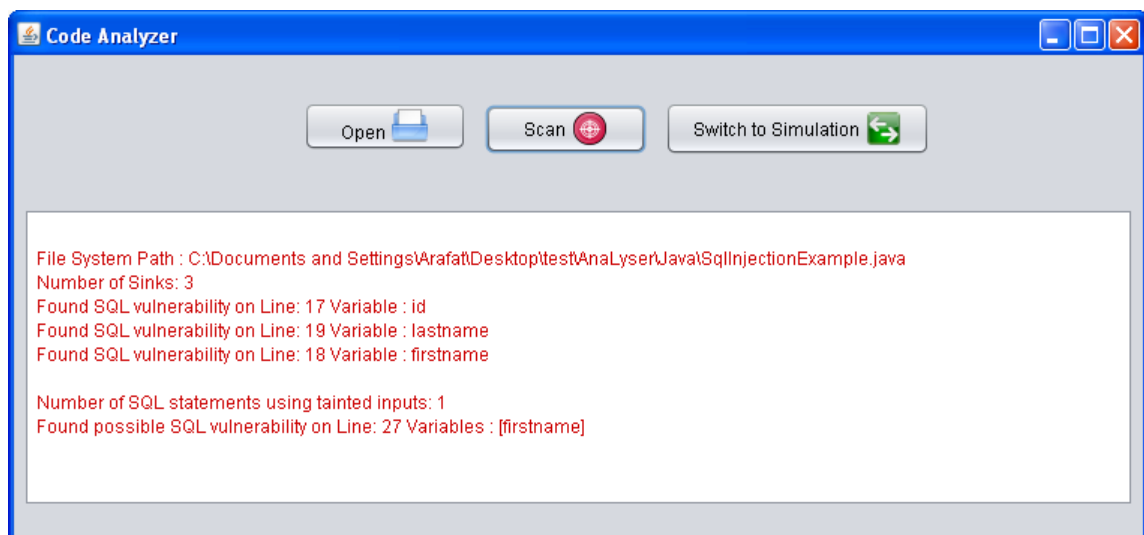 Code Analyzer
Open Scan Switch to Simulation
File System Path : C:\Documents and Settings\Arafat\Desktop\test\AnaLyser\Java\SqlInjectionExample.java
Number of Sinks: 3
Found SQL vulnerability on Line: 17 Variable : id
Found SQL vulnerability on Line: 19 Variable : lastname
Found SQL vulnerability on Line: 18 Variable : firstname
Number of SQL statements using tainted inputs: 1
Found possible SQL vulnerability on Line: 27 Variables : [firstname]